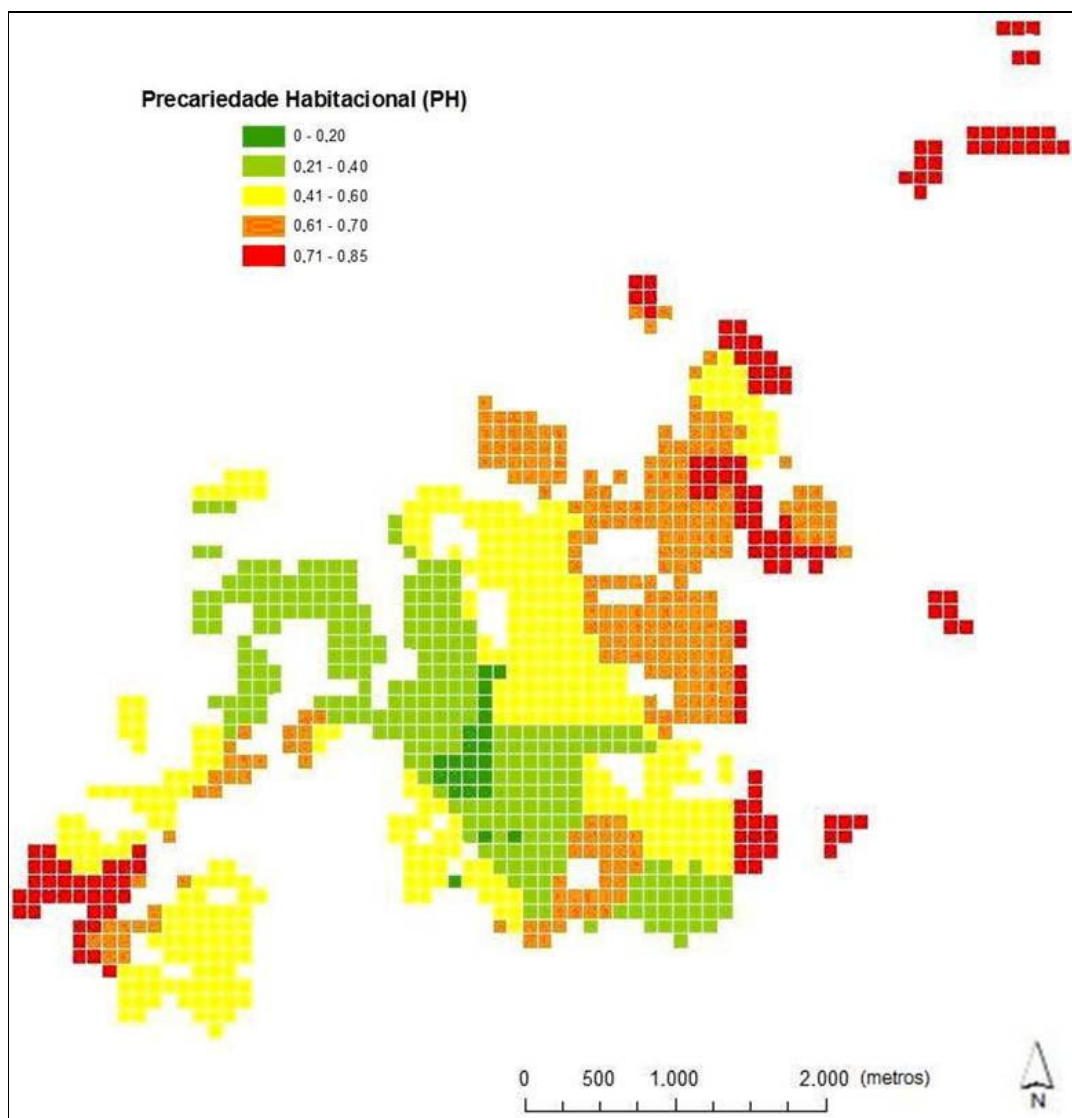 Precariedade Habitacional (PH)
0 - 0,20
0,21 - 0,40
0,41 - 0,60
0,61 - 0,70
0,71 - 0,85
0 500 1.000 2.000 (metros)
N